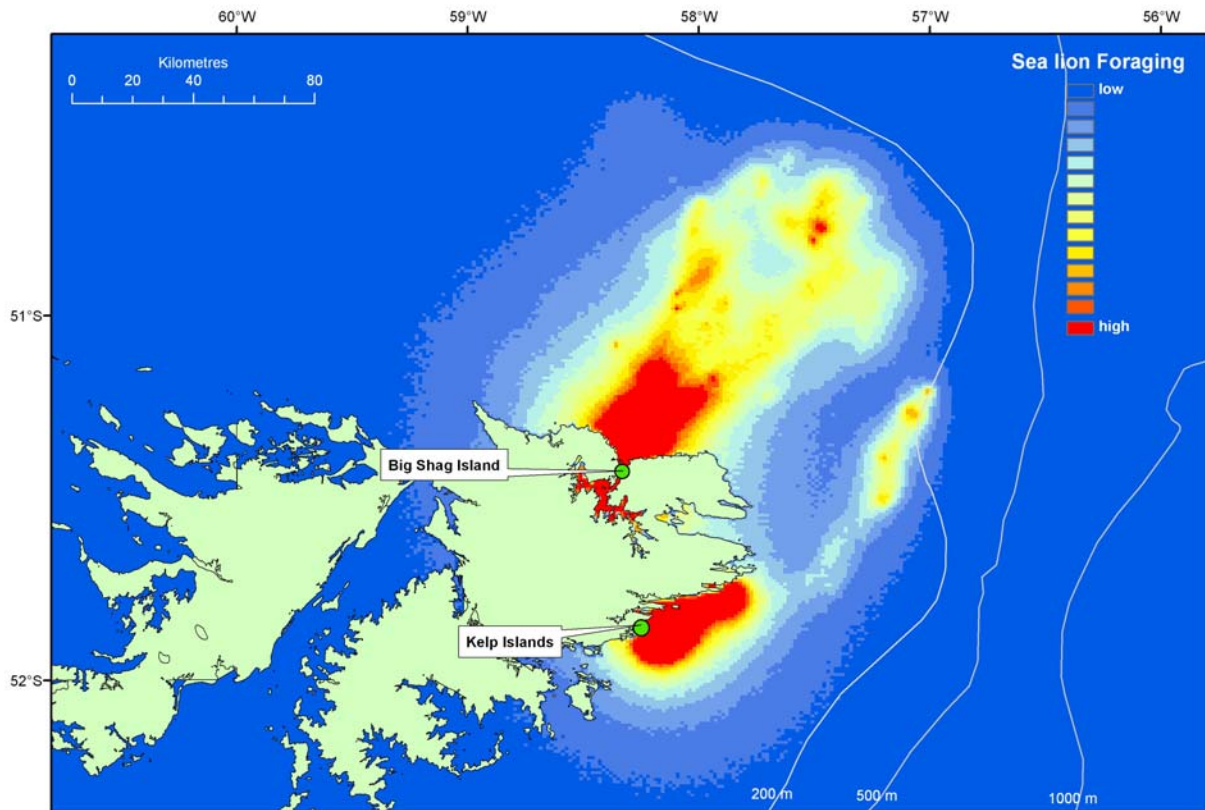 60°W 59°W 58°W 57°W 56°W
Kilometres
0 20 40 80
Sea lion Foraging
low
high
51°S
Big Shag Island
Kelp Islands
52°S
200 m 500 m 1000 m